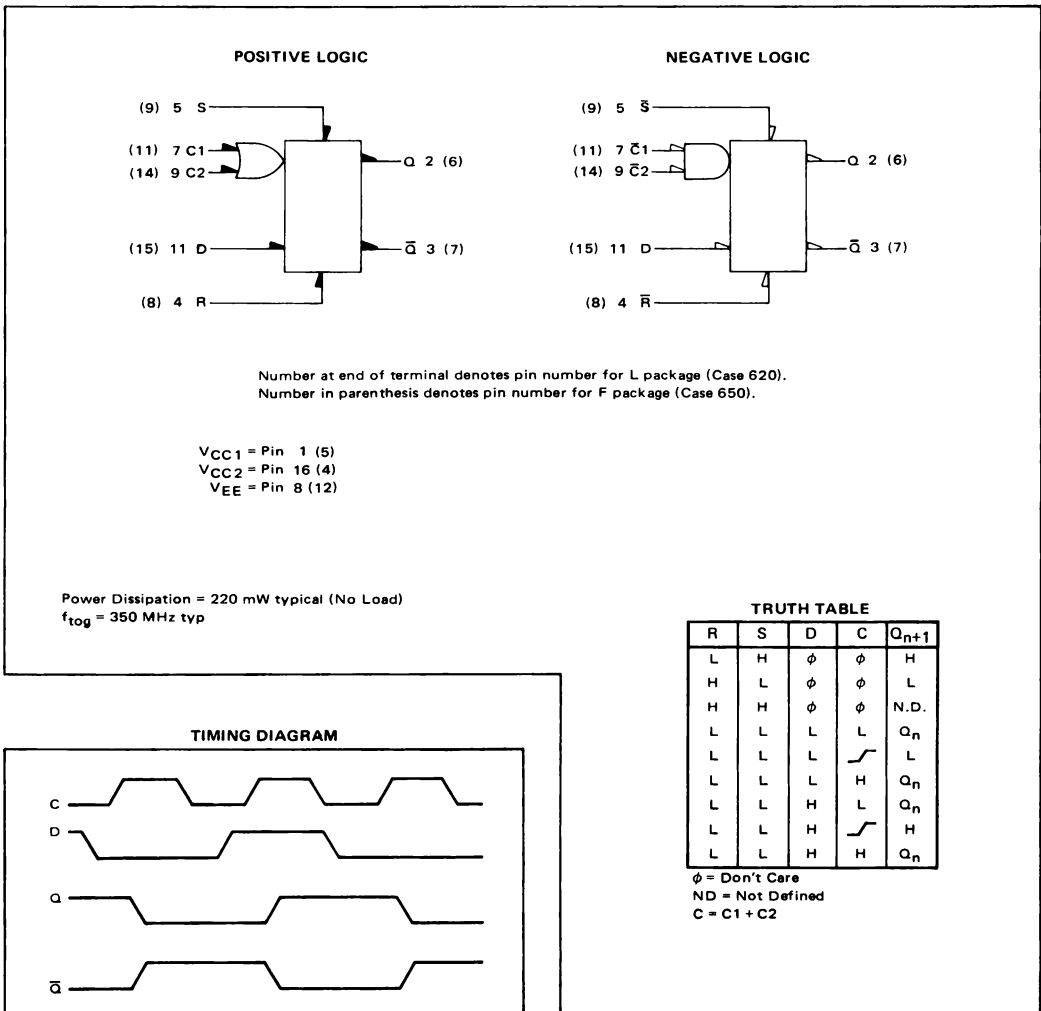 POSITIVE LOGIC
(9) 5 S
(11) 7 C1
(14) 9 C2
(15) 11 D
(8) 4 R
Q 2 (6)
Q̅ 3 (7)
NEGATIVE LOGIC
(9) 5 S̅
(11) 7 C̅1
(14) 9 C̅2
(15) 11 D
(8) 4 R̅
Q 2 (6)
Q̅ 3 (7)
Number at end of terminal denotes pin number for L package (Case 620).
Number in parenthesis denotes pin number for F package (Case 650).
VCC1 = Pin 1 (5)
VCC2 = Pin 16 (4)
VEE = Pin 8 (12)
Power Dissipation = 220 mW typical (No Load)
ftog = 350 MHz typ
TRUTH TABLE
R S D C Qn+1
L H ϕ ϕ H
H L ϕ ϕ L
H H ϕ ϕ N.D.
L L L L Qn
L L L L
L L L H Qn
L L H L Qn
L L H H
L L H H Qn
ϕ = Don't Care
ND = Not Defined
C = C1 + C2
TIMING DIAGRAM
C
D
Q
Q̅